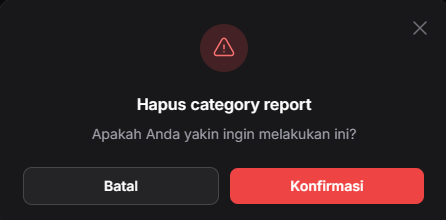 Hapus category report
Apakah Anda yakin ingin melakukan ini?
Batal
Konfirmasi